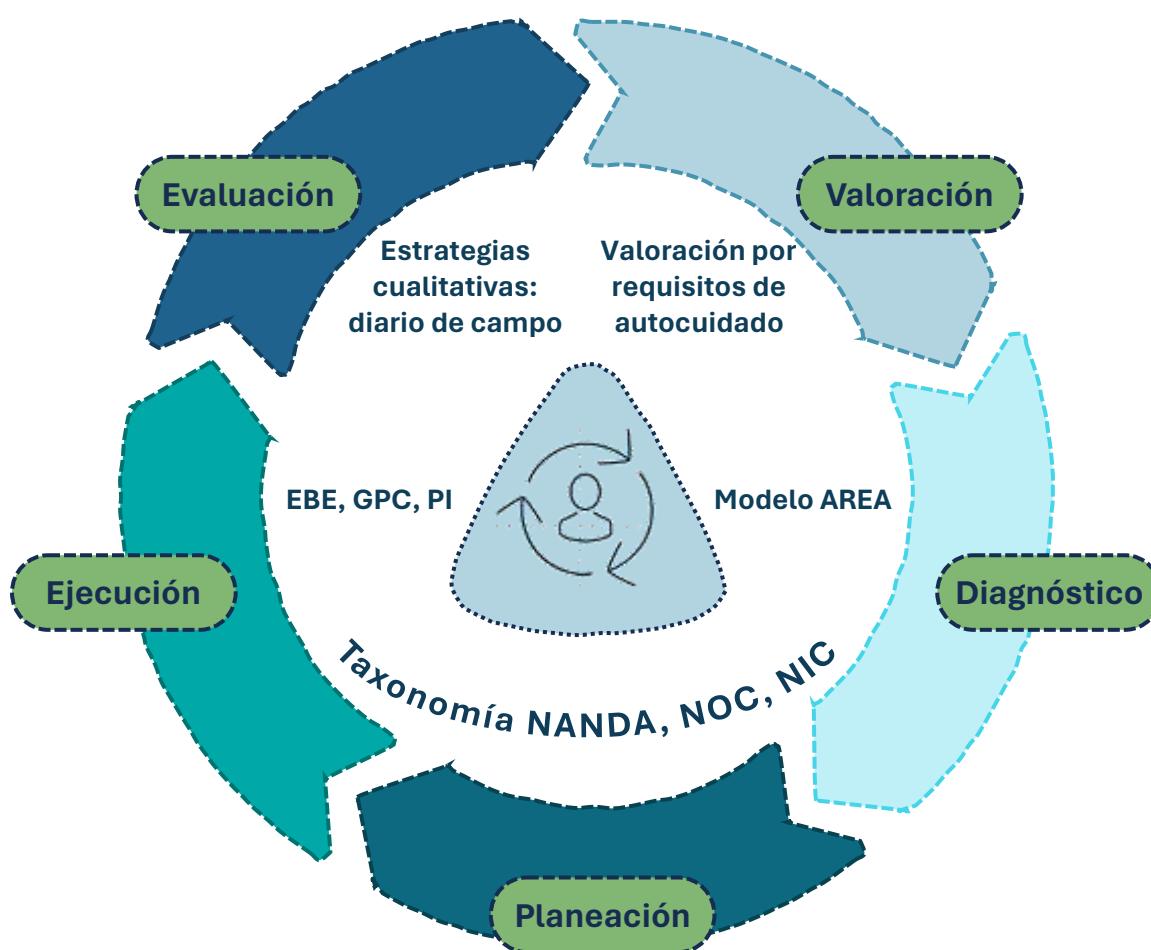 Evaluación
Valoración
Estrategias
cualitativas:
diario de campo
Valoración por
requisitos de
autocuidado
EBE, GPC, PI
Modelo AREA
Ejecución
Diagnóstico
Taxonomía NANDA, NOC, NIC
Planeación